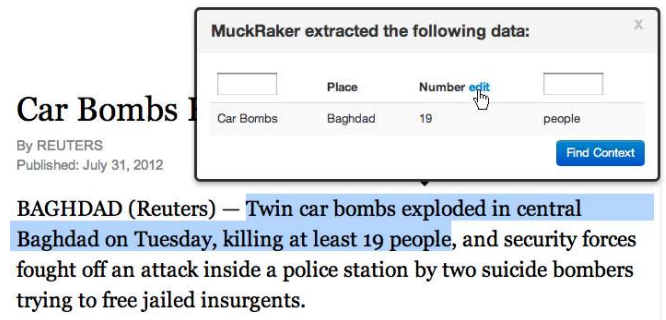 MuckRaker extracted the following data:
x
Place Number edit
Car Bombs Baghdad 19 people
Find Context
Car Bombs
By REUTERS
Published: July 31, 2012
BAGHDAD (Reuters) — Twin car bombs exploded in central
Baghdad on Tuesday, killing at least 19 people, and security forces
fought off an attack inside a police station by two suicide bombers
trying to free jailed insurgents.